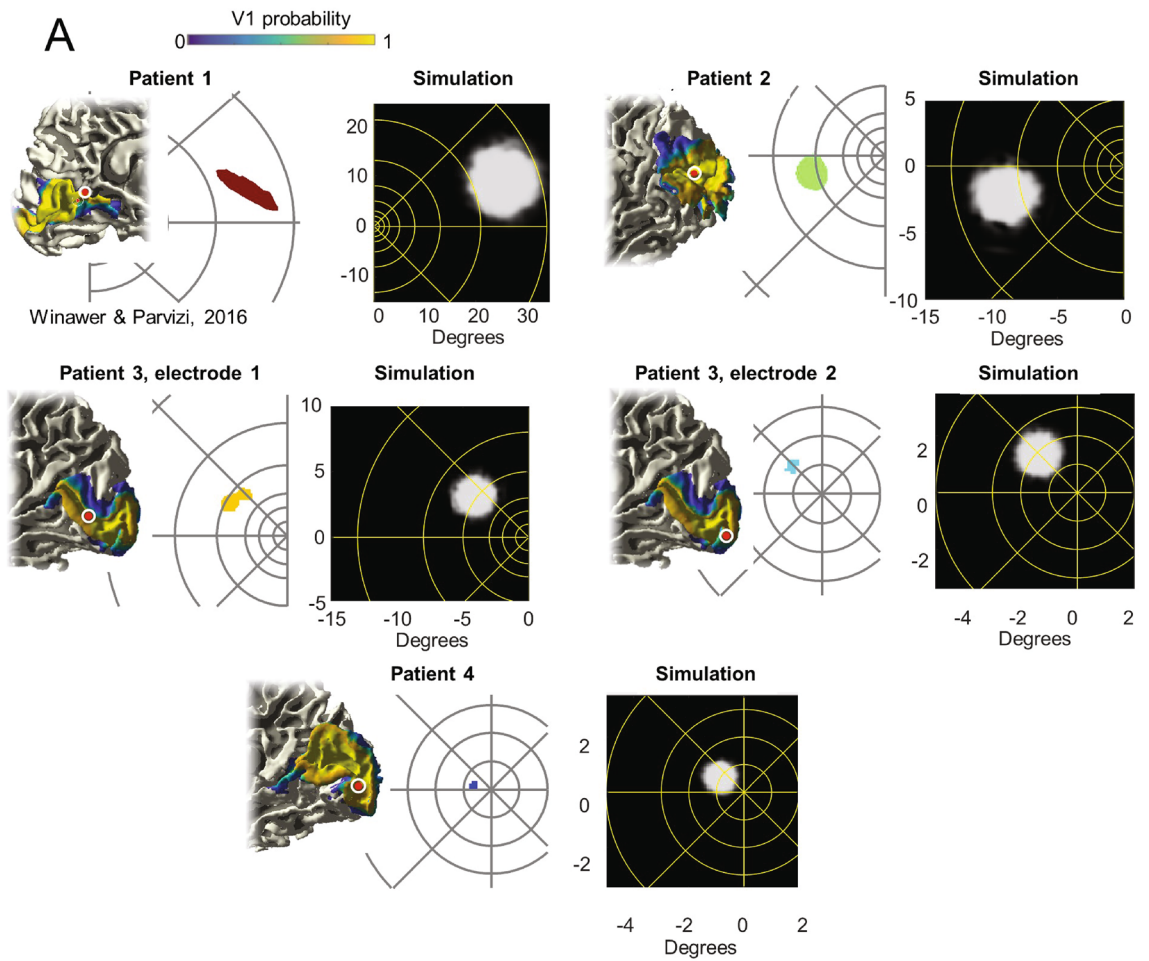 A
V1 probability
0 1
Patient 1
Simulation
Patient 2
Simulation
20
10
0
-10
0 10 20 30
Degrees
Winawer & Parvizi, 2016
5
0
-5
-10
-15 -10 -5 0
Degrees
Patient 3, electrode 1
Simulation
Patient 3, electrode 2
Simulation
10
5
0
-5
-15 -10 -5 0
Degrees
2
0
-2
-4 -2 0 2
Degrees
Patient 4
Simulation
2
0
-2
-4 -2 0 2
Degrees